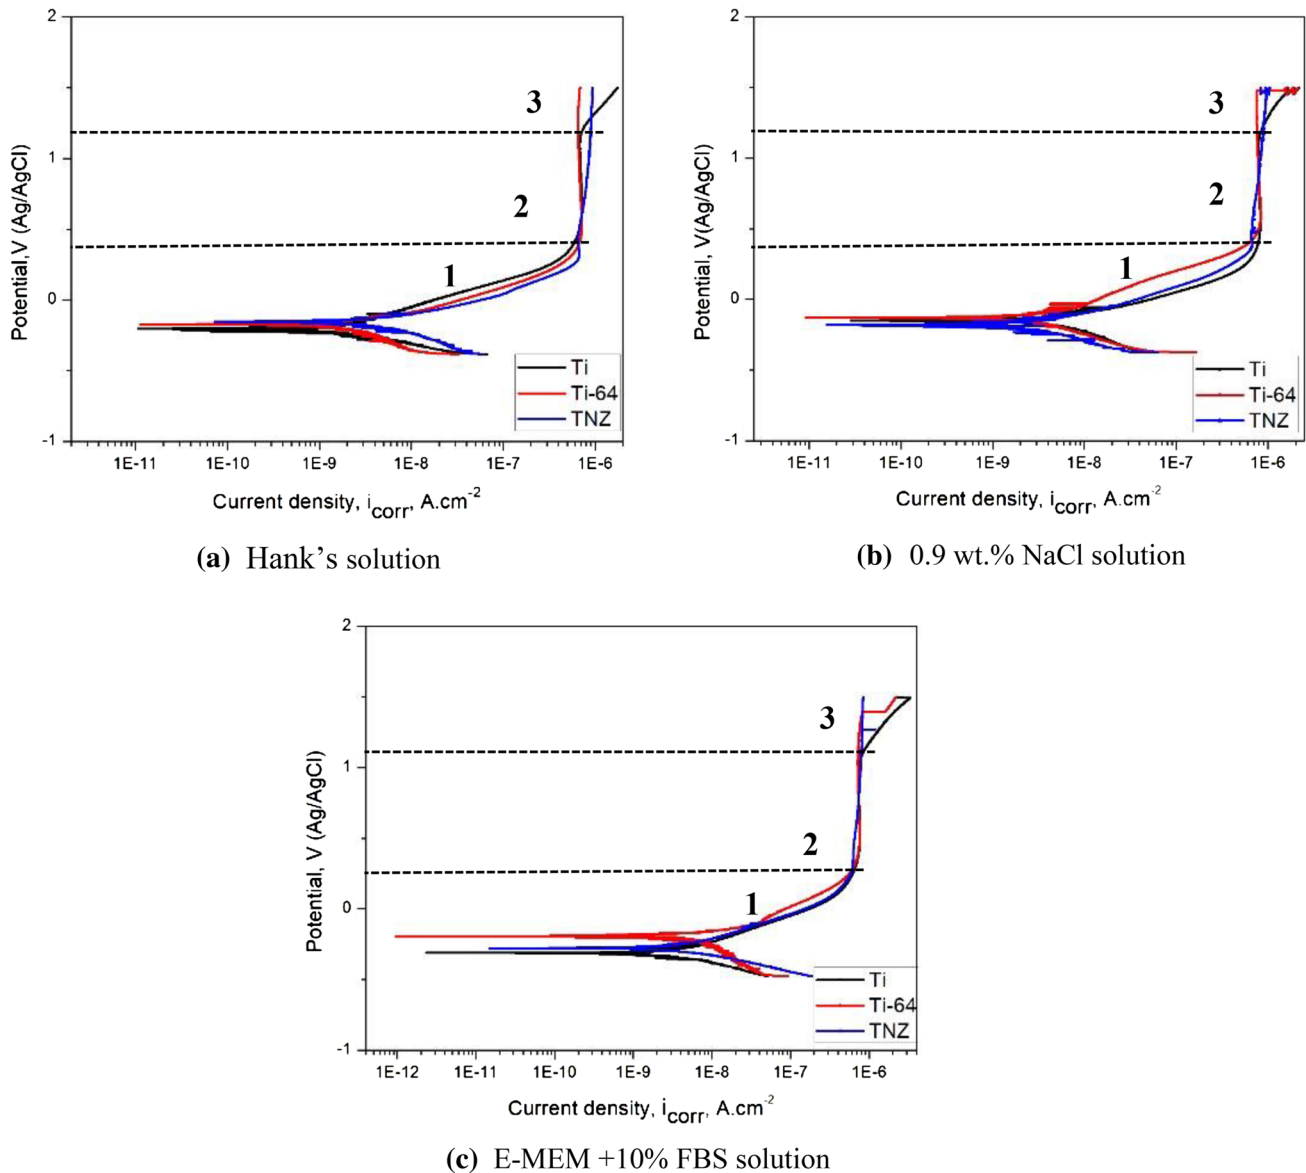 2
1
0
-1
Potential,V (Ag/AgCl)
3
2
1
Ti
Ti-64
TNZ
1E-11 1E-10 1E-9 1E-8 1E-7 1E-6
Current density, icorr, A.cm-2
(a) Hank's solution
2
1
0
-1
Potential, V(Ag/AgCl)
3
2
1
Ti
Ti-64
TNZ
1E-11 1E-10 1E-9 1E-8 1E-7 1E-6
Current density, icorr, A.cm-2
(b) 0.9 wt.% NaCl solution
2
1
0
-1
Potential, V (Ag/AgCl)
3
2
1
Ti
Ti-64
TNZ
1E-12 1E-11 1E-10 1E-9 1E-8 1E-7 1E-6
Current density, icorr, A.cm-2
(c) E-MEM +10% FBS solution